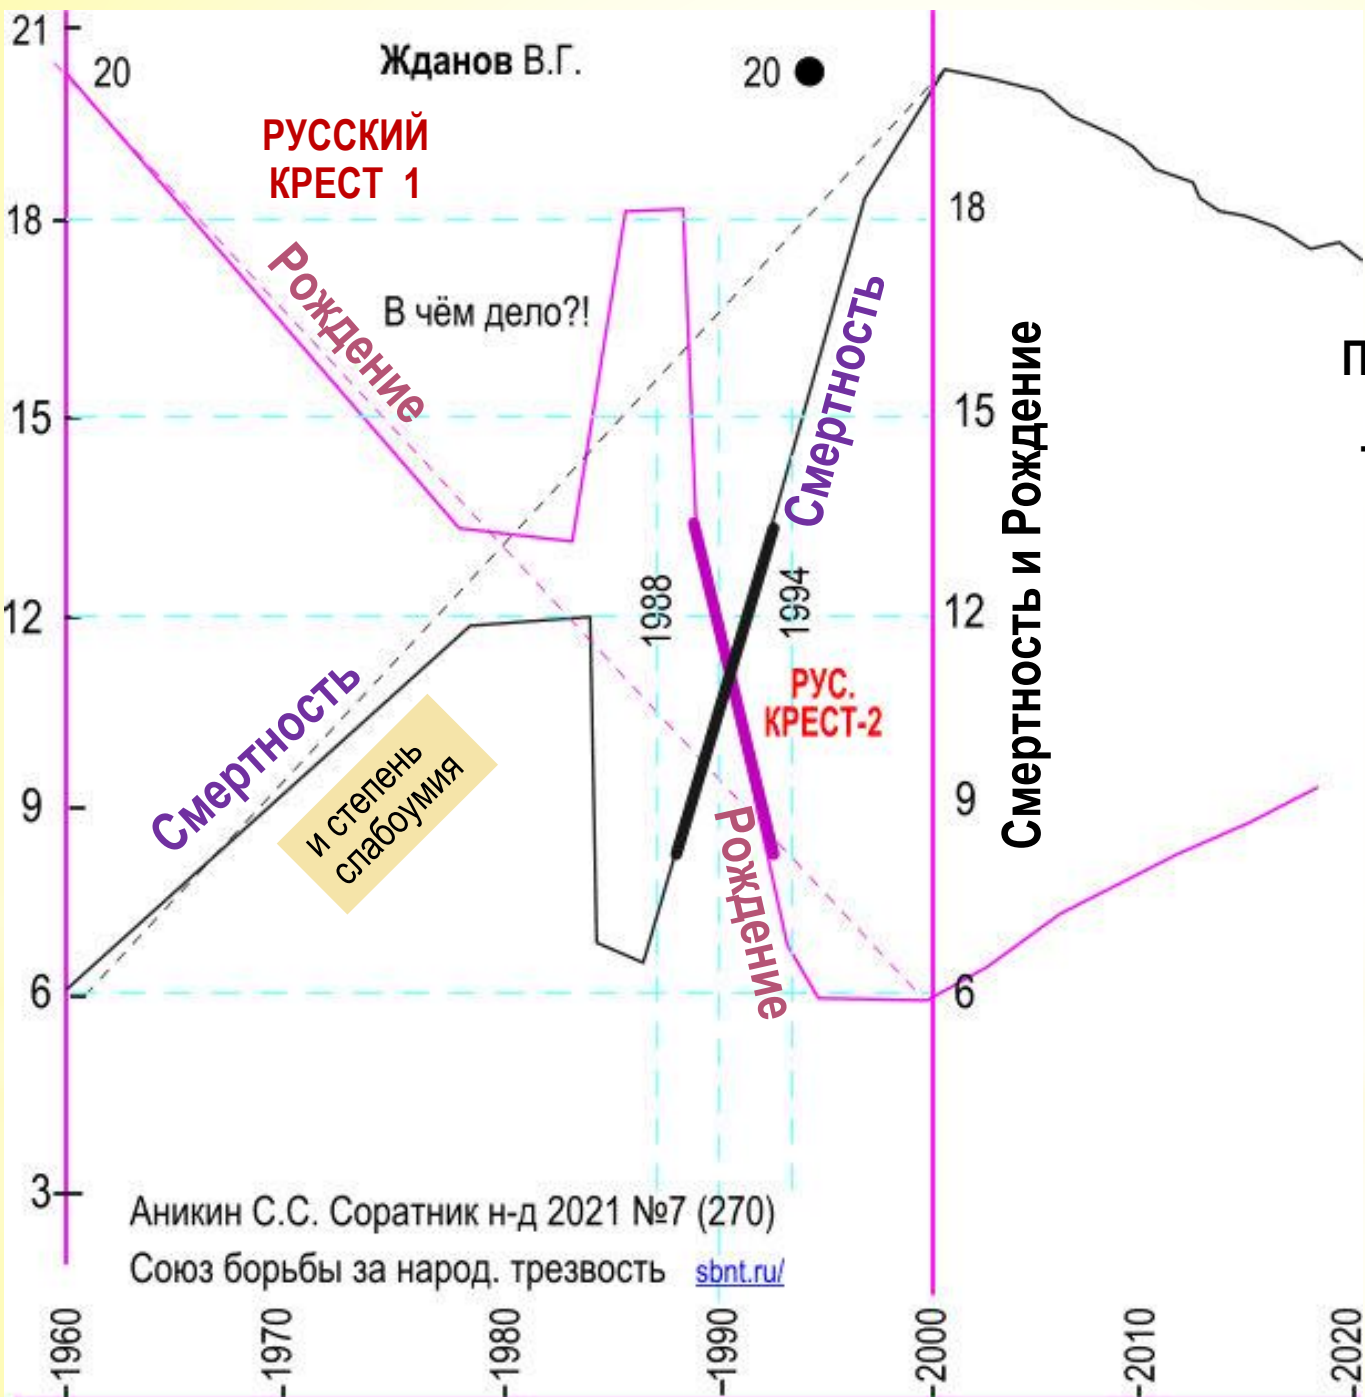 21
20
Жданов В.Г.
20
РУССКИЙ
КРЕСТ 1
18
18
Рождение
В чём дело?!
Смертность
15
15
Смертность и Рождение
П
12
1988
1994
12
РУС.
КРЕСТ-2
Смертность
и степень
слабоумия
9
9
Рождение
6
6
3
Аникин С.С. Соратник н-д 2021 №7 (270)
Союз борьбы за народ. трезвость sbnt.ru/
1960
1970
1980
1990
2000
2010
2020